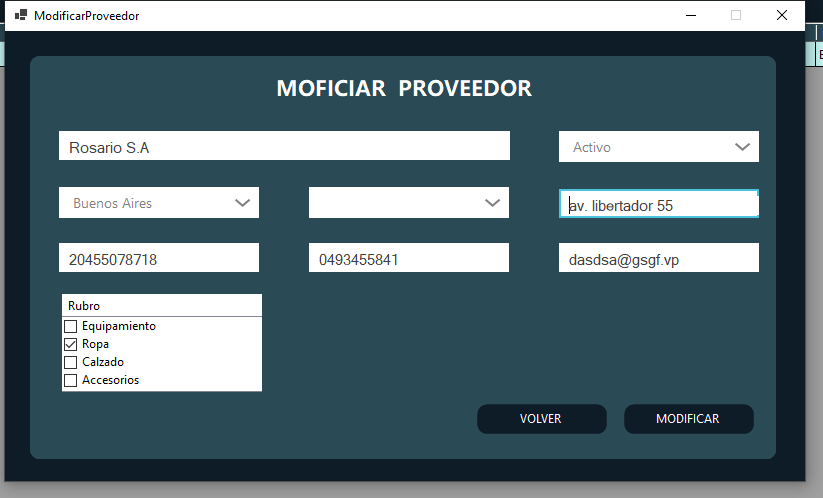 ModificarProveedor
MOFICIAR PROVEEDOR
Rosario S.A
Activo
Buenos Aires
av. libertador 55
20455078718
0493455841
dasdsa@gsgf.vp
Rubro
Equipamiento
Ropa
Calzado
Accesorios
VOLVER
MODIFICAR